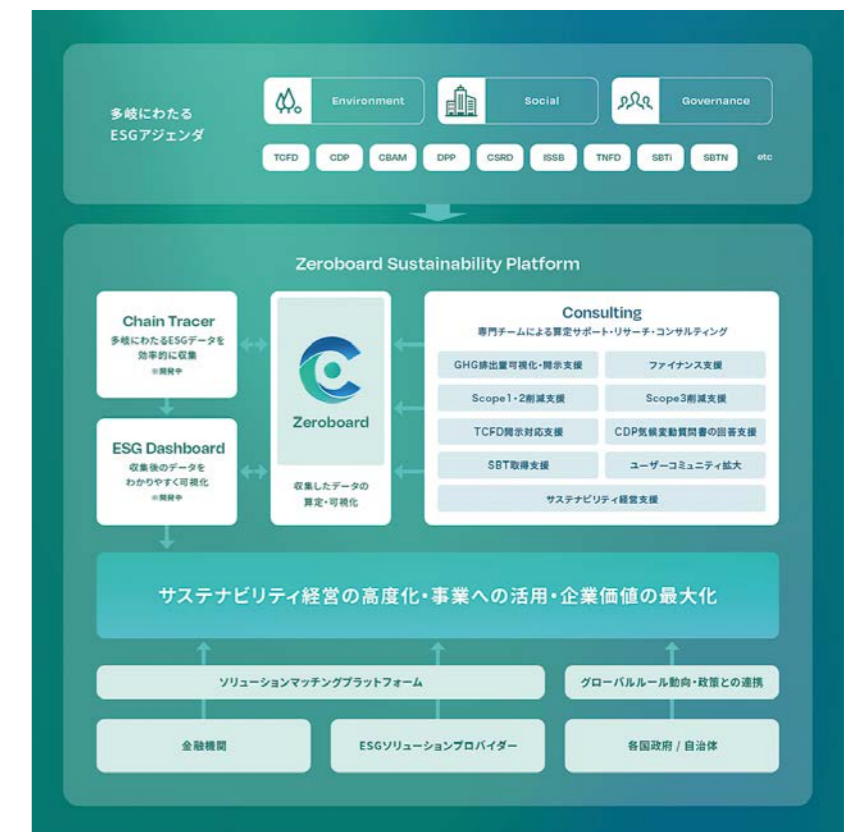 多岐にわたる
ESGアジェンダ
Environment
Social
Governance
TCFD
CDP
CBAM
DPP
CSRD
ISSB
TNFD
SBTi
SBTN
etc
Zeroboard Sustainability Platform
Chain Tracer
多岐にわたるESGデータを
効率的に収集
※開発中
ESG Dashboard
収集後のデータを
わかりやすく可視化
※開発中
Zeroboard
収集したデータの
算定・可視化
Consulting
専門チームによる算定サポート・リサーチ・コンサルティング
GHG排出量可視化・開示支援
ファイナンス支援
Scope1・2削減支援
Scope3削減支援
TCFD開示対応支援
CDP気候変動質問書の回答支援
SBT取得支援
ユーザーコミュニティ拡大
サステナビリティ経営支援
サステナビリティ経営の高度化・事業への活用・企業価値の最大化
ソリューションマッチングプラットフォーム
グローバルルール動向・政策との連携
金融機関
ESGソリューションプロバイダー
各国政府 / 自治体